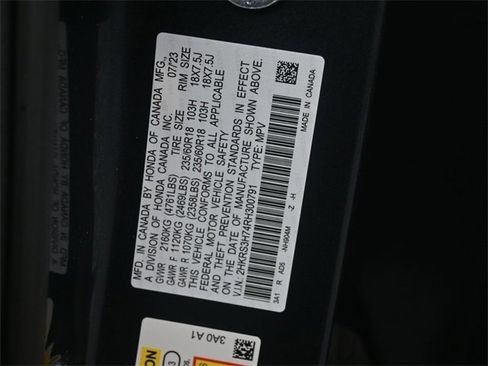 MFD. IN CANADA BY HONDA OF CANADA MFG.,
A DIVISION OF HONDA CANADA INC. 07/23
GVWR 2160KG (4761LBS) TIRE SIZE RIM SIZE
GAWR F 1120KG (2469LBS) 235/60R18 103H 18X7.5J
GAWR R 1070KG (2358LBS) 235/60R18 103H 18X7.5J
THIS VEHICLE CONFORMS TO ALL APPLICABLE
FEDERAL MOTOR VEHICLE SAFETY
AND THEFT PREVENTION STANDARDS IN EFFECT
ON THE DATE OF MANUFACTURE SHOWN ABOVE.
V.I.N.: 2HKRS3H74RH300791 TYPE: MPV
NH904M -Z -H
3A1 R AD5
MADE IN CANADA
3A0 A1